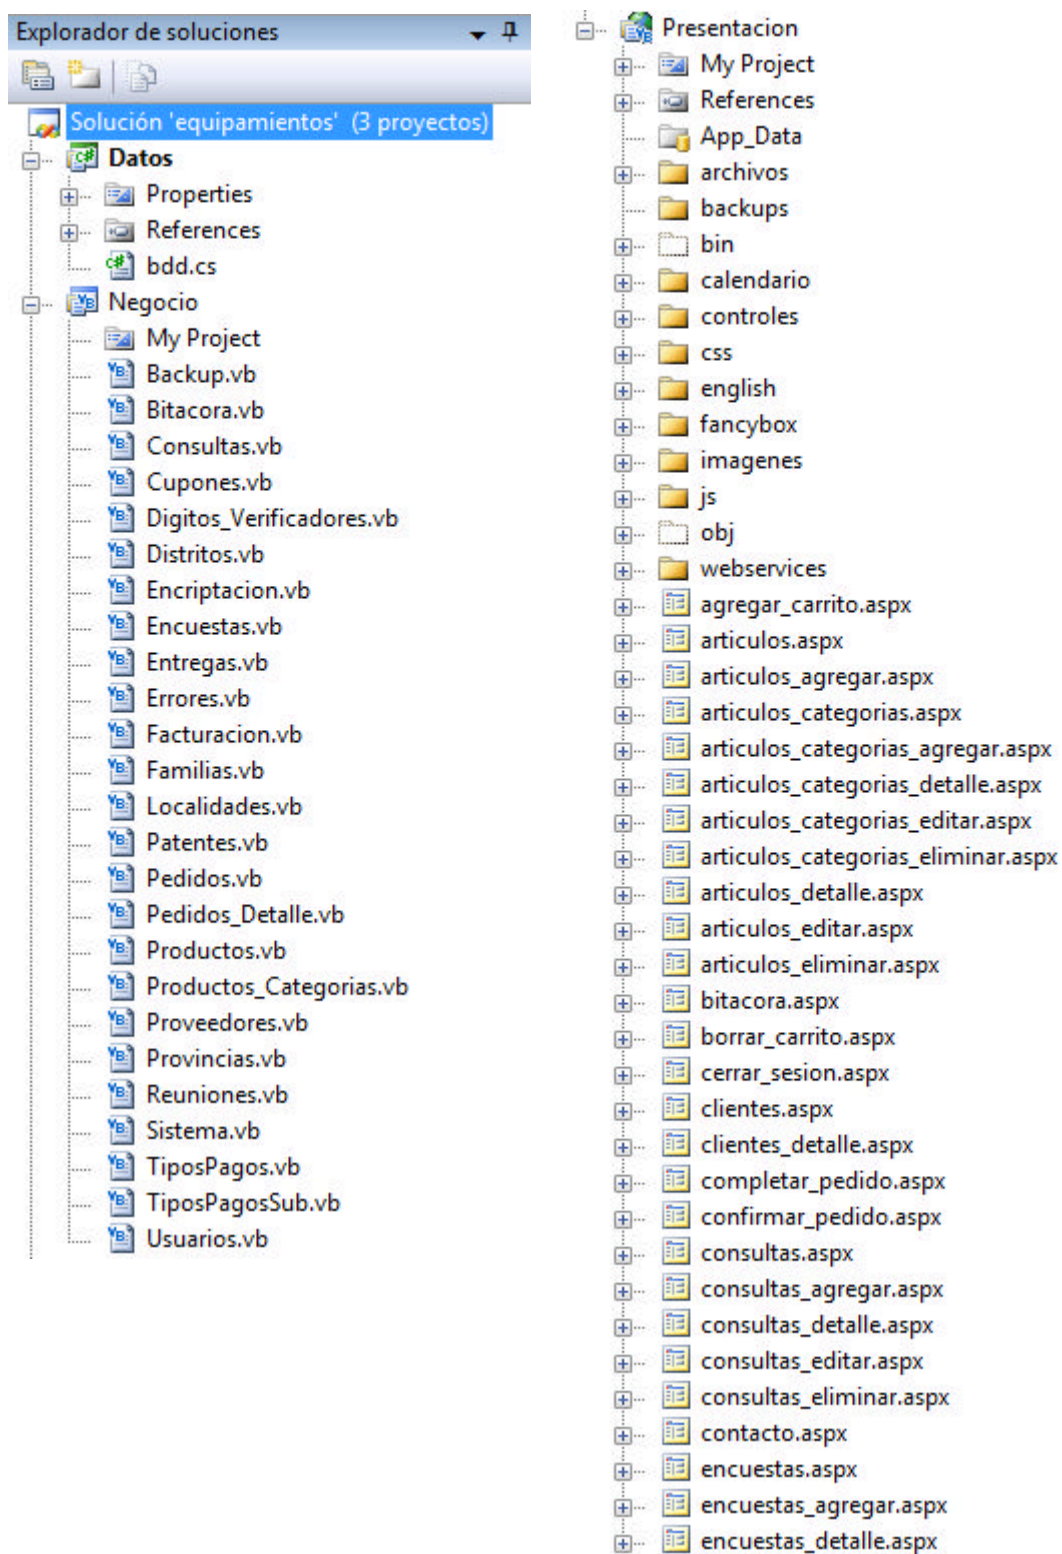 Explorador de soluciones
Solución 'equipamientos' (3 proyectos)
Datos
Properties
References
bdd.cs
Negocio
My Project
Backup.vb
Bitacora.vb
Consultas.vb
Cupones.vb
Digitos_Verificadores.vb
Distritos.vb
Encriptacion.vb
Encuestas.vb
Entregas.vb
Errores.vb
Facturacion.vb
Familias.vb
Localidades.vb
Patentes.vb
Pedidos.vb
Pedidos_Detalle.vb
Productos.vb
Productos_Categorias.vb
Proveedores.vb
Provincias.vb
Reuniones.vb
Sistema.vb
TiposPagos.vb
TiposPagosSub.vb
Usuarios.vb
Presentacion
My Project
References
App_Data
archivos
backups
bin
calendario
controles
css
english
fancybox
imagenes
js
obj
webservices
agregar_carrito.aspx
articulos.aspx
articulos_agregar.aspx
articulos_categorias.aspx
articulos_categorias_agregar.aspx
articulos_categorias_detalle.aspx
articulos_categorias_editar.aspx
articulos_categorias_eliminar.aspx
articulos_detalle.aspx
articulos_editar.aspx
articulos_eliminar.aspx
bitacora.aspx
borrar_carrito.aspx
cerrar_sesion.aspx
clientes.aspx
clientes_detalle.aspx
completar_pedido.aspx
confirmar_pedido.aspx
consultas.aspx
consultas_agregar.aspx
consultas_detalle.aspx
consultas_editar.aspx
consultas_eliminar.aspx
contacto.aspx
encuestas.aspx
encuestas_agregar.aspx
encuestas_detalle.aspx